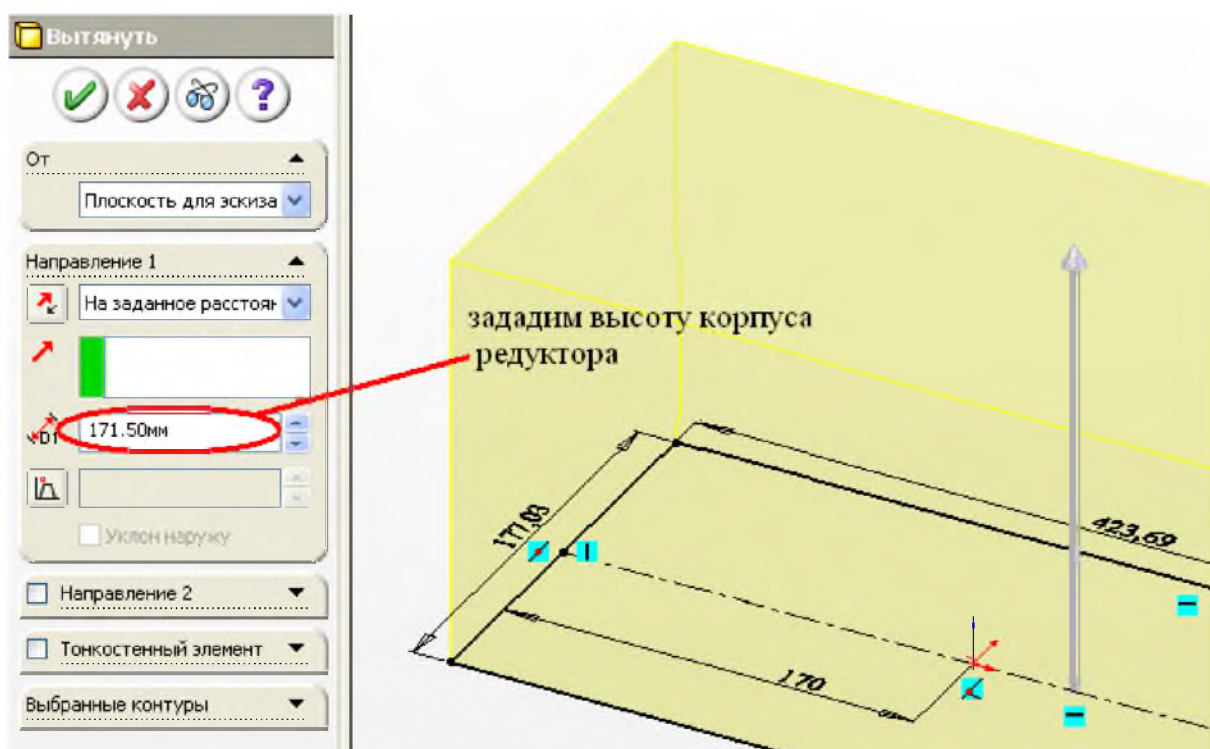 Вытянуть
?
От
Плоскость для эскиза
Направление 1
На заданное расстоян
зададим высоту корпуса
редуктора
D1
171.50мм
Уклон наружу
Направление 2
Тонкостенный элемент
Выбранные контуры
177,03
423,69
170